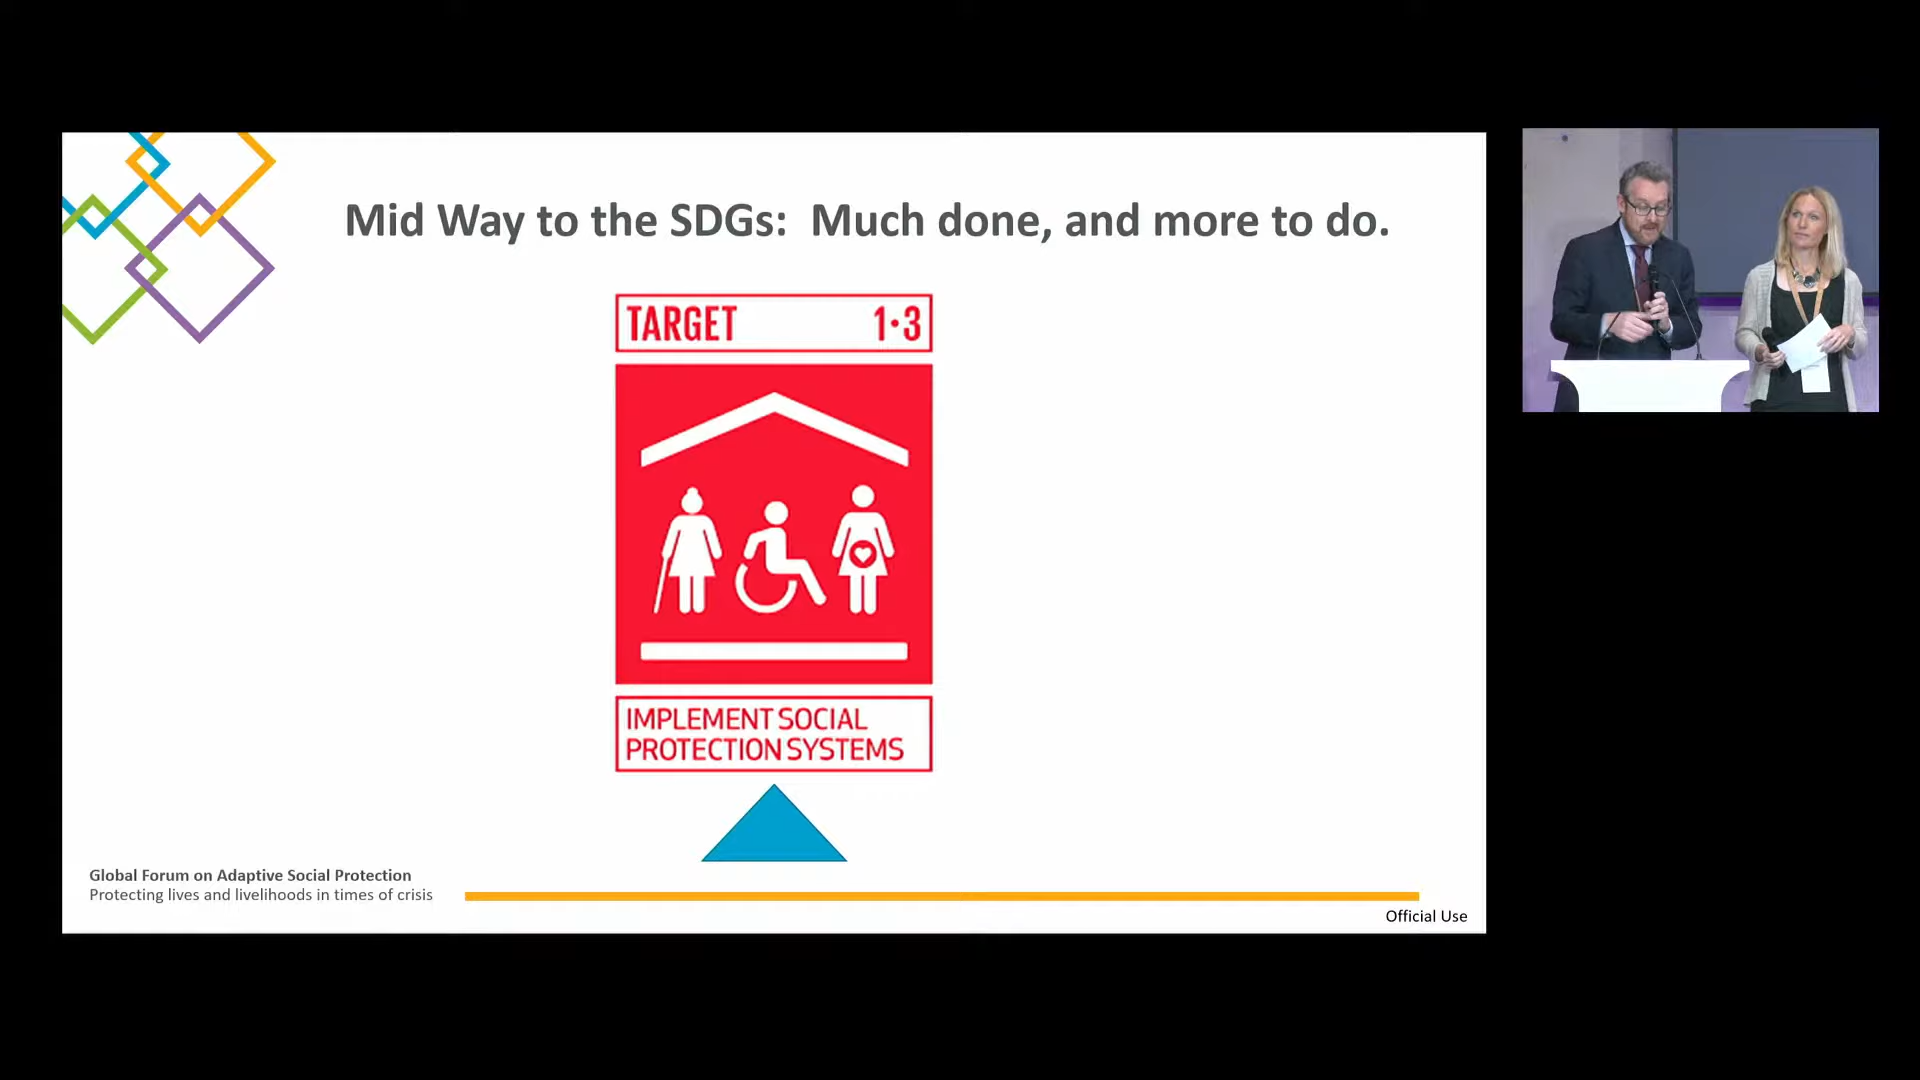 Mid Way to the SDGs:  Much done, and more to do.
TARGET 1·3
IMPLEMENT SOCIAL
PROTECTION SYSTEMS
Global Forum on Adaptive Social Protection
Protecting lives and livelihoods in times of crisis
Official Use